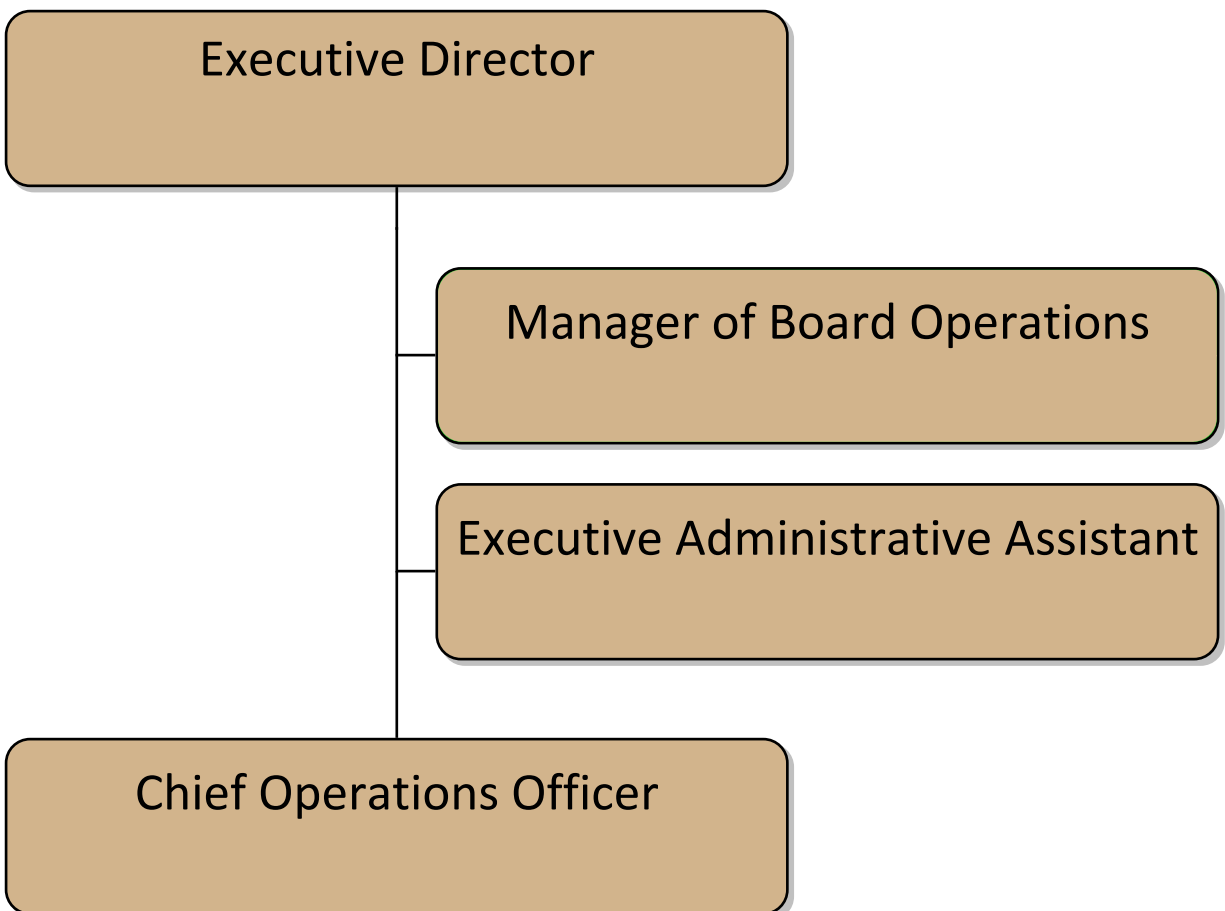 Executive Director
Manager of Board Operations
Executive Administrative Assistant
Chief Operations Officer